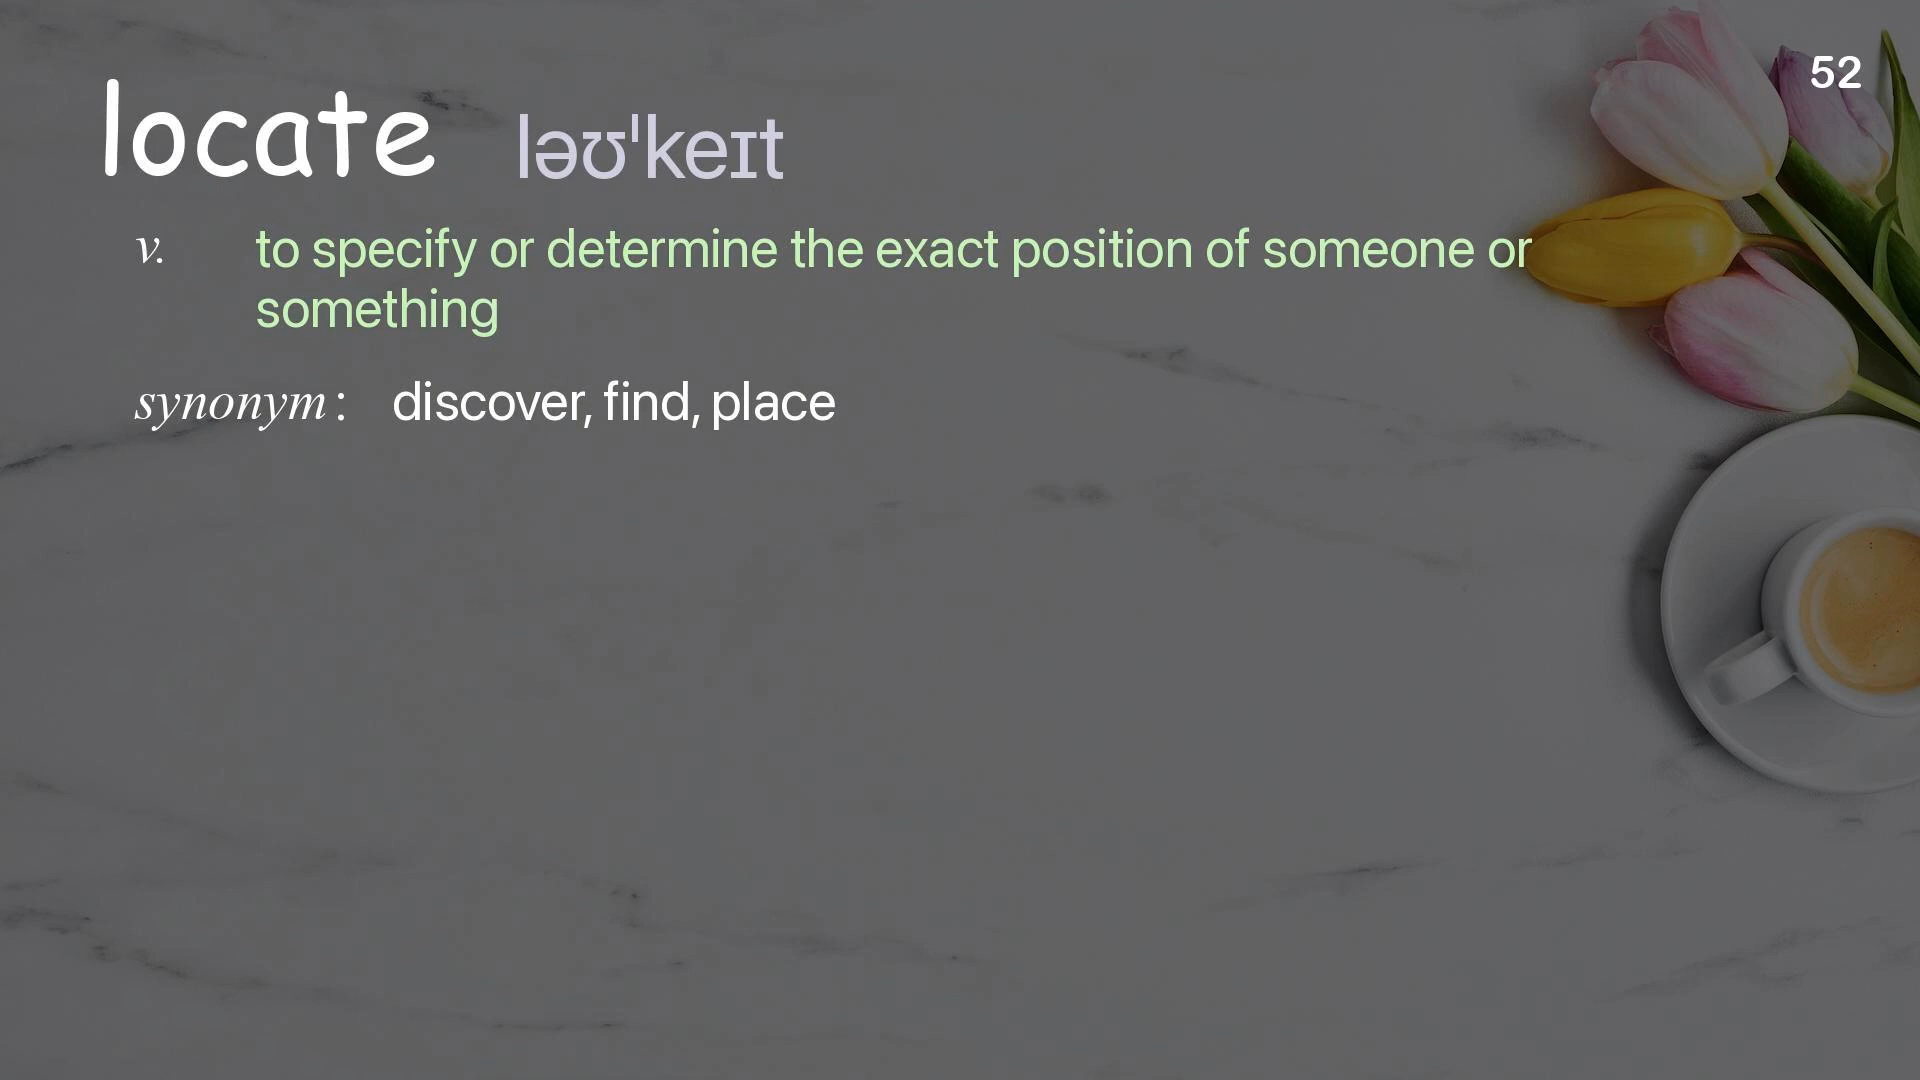 52
locate ləʊˈkeɪt
v. to specify or determine the exact position of someone or
something
synonym : discover, find, place